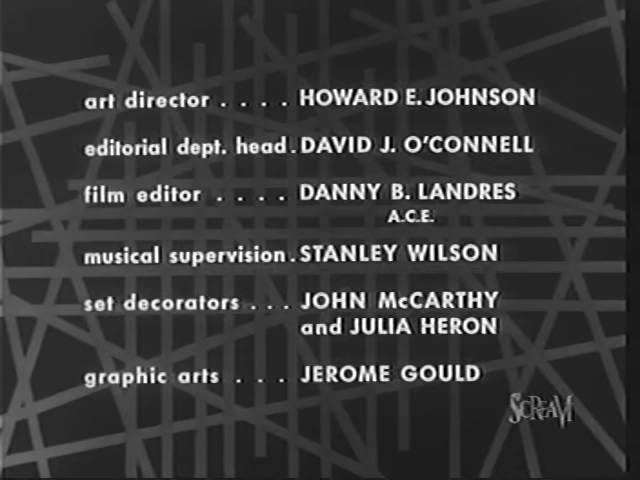 art director . . . . HOWARD E. JOHNSON
editorial dept. head . DAVID J. O'CONNELL
film editor . . . . DANNY B. LANDRES
A.C.E.
musical supervision . STANLEY WILSON
set decorators . . . JOHN McCARTHY
and JULIA HERON
graphic arts . . . JEROME GOULD
SCREAM